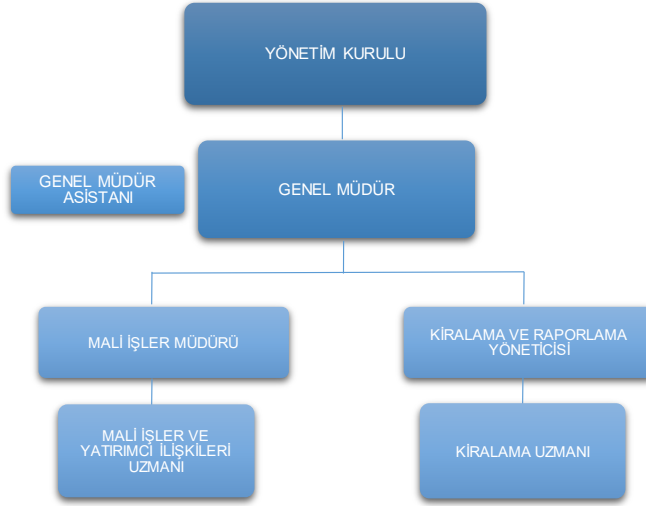 YÖNETİM KURULU
GENEL MÜDÜR
ASİSTANI
GENEL MÜDÜR
MALİ İŞLER MÜDÜRÜ
KİRALAMA VE RAPORLAMA
YÖNETİCİSİ
MALİ İŞLER VE
YATIRIMCI İLİŞKİLERİ
UZMANI
KİRALAMA UZMANI